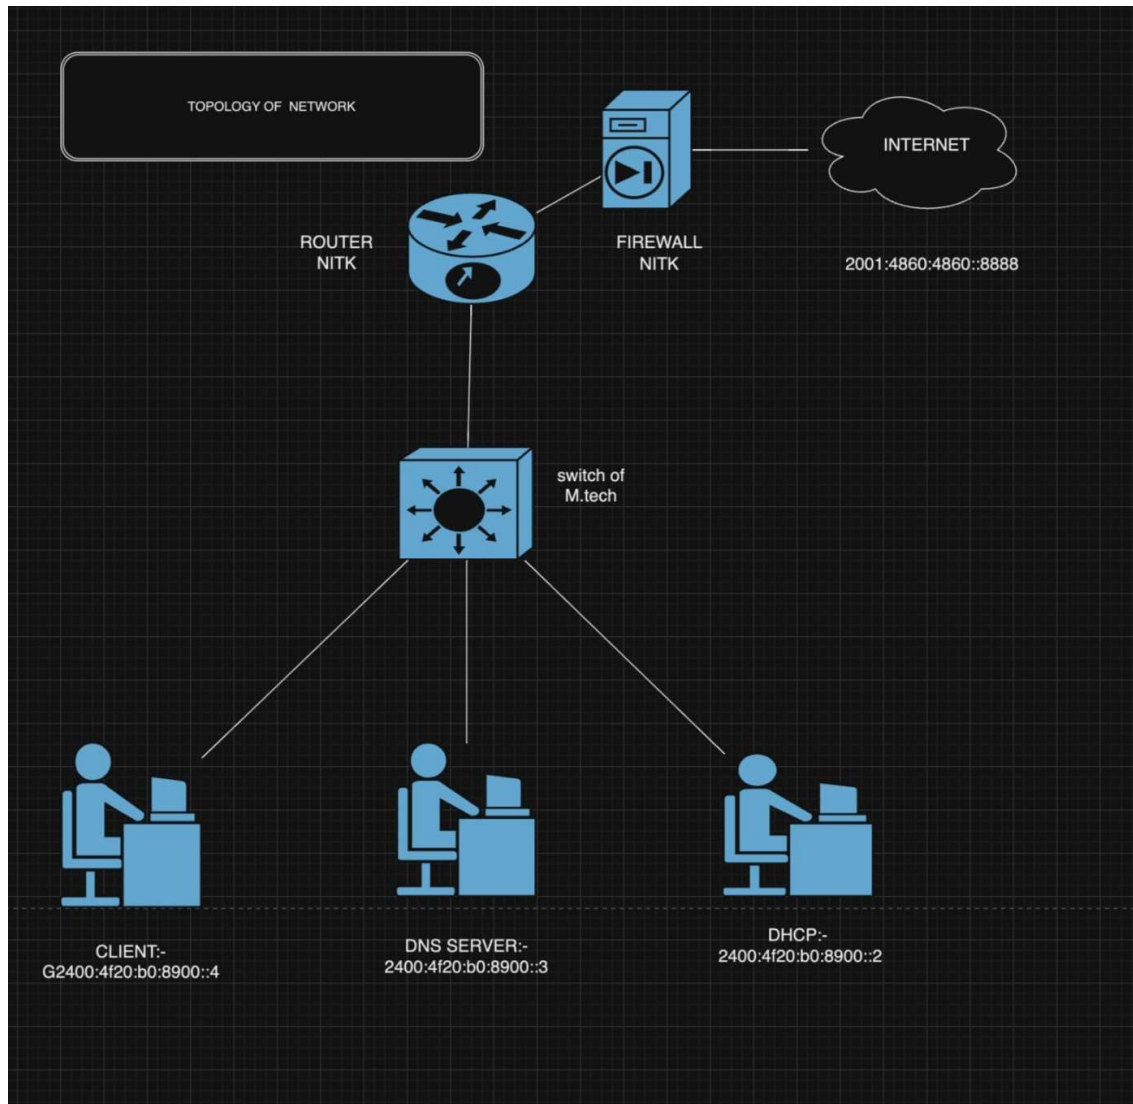 TOPOLOGY OF NETWORK
INTERNET
ROUTER
NITK
FIREWALL
NITK
2001:4860:4860::8888
switch of
M.tech
CLIENT:-
G2400:4f20:b0:8900::4
DNS SERVER:-
2400:4f20:b0:8900::3
DHCP:-
2400:4f20:b0:8900::2